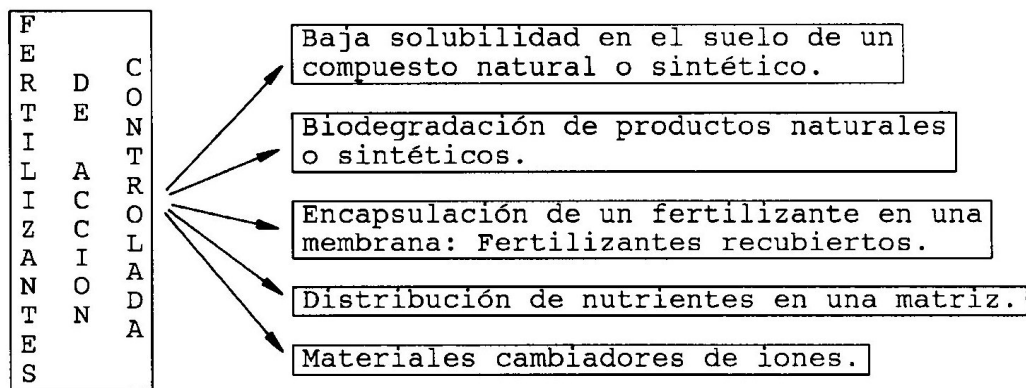 FERTILIZANTES
DE ACCION
CONTROLADA
Baja solubilidad en el suelo de un
compuesto natural o sintético.
Biodegradación de productos naturales
o sintéticos.
Encapsulación de un fertilizante en una
membrana: Fertilizantes recubiertos.
Distribución de nutrientes en una matriz.
Materiales cambiadores de iones.